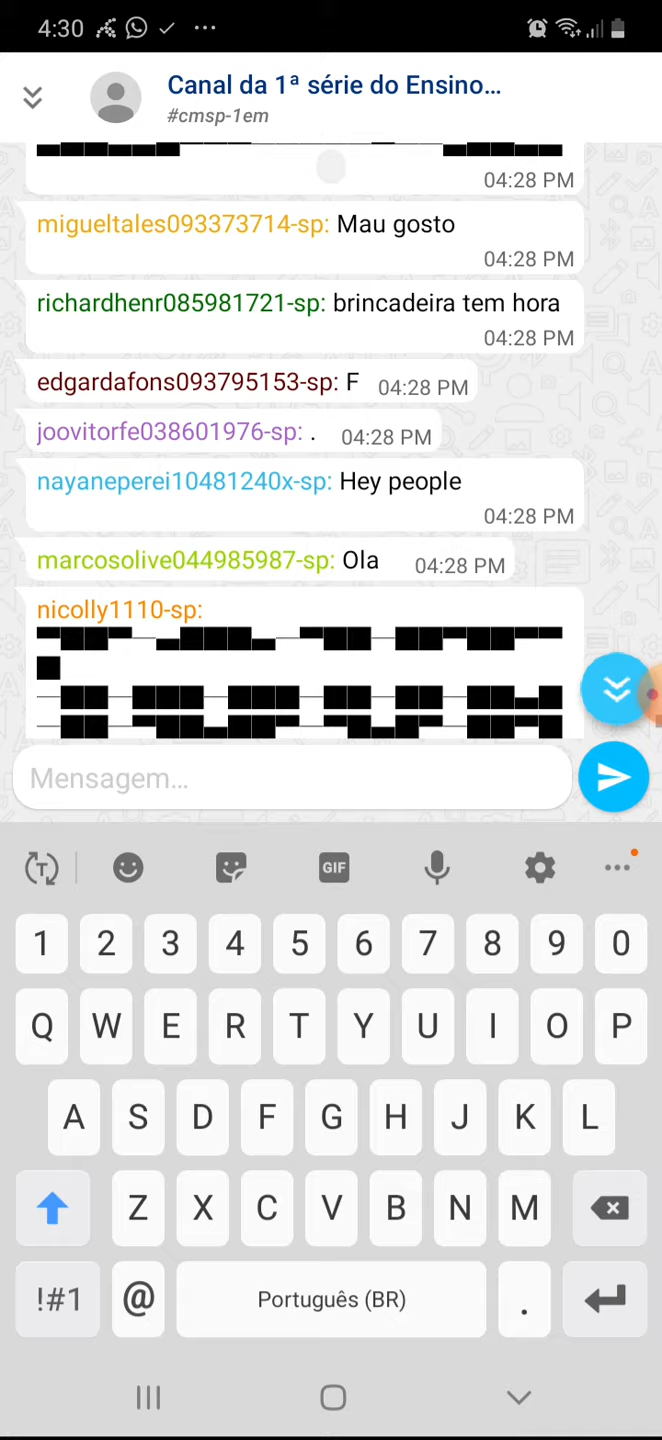 4:30
Canal da 1ª série do Ensino...
#cmsp-1em
04:28 PM
migueltales093373714-sp: Mau gosto
04:28 PM
richardhenr085981721-sp: brincadeira tem hora
04:28 PM
edgardafons093795153-sp: F 04:28 PM
joovitorfe038601976-sp: . 04:28 PM
nayaneperei10481240x-sp: Hey people
04:28 PM
marcosolive044985987-sp: Ola 04:28 PM
nicolly1110-sp:
Mensagem...
T
GIF
1 2 3 4 5 6 7 8 9 0
Q W E R T Y U I O P
A S D F G H J K L
Z X C V B N M
!#1 @ Português (BR) .